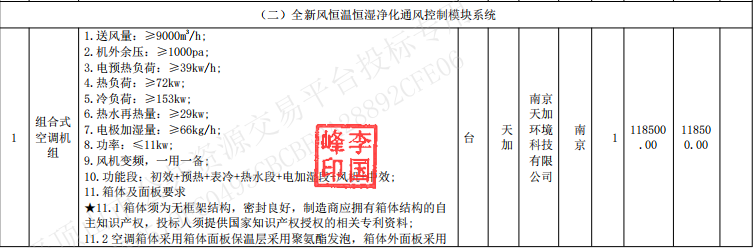 （二）全新风恒温恒湿净化通风控制模块系统
1
组合式
空调机
组
1.送风量：≥9000m³/h;
2.机外余压：≥1000pa;
3.电预热负荷：≥39kw/h;
4.热负荷：≥72kw;
5.冷负荷：≥153kw;
6.热水再热量：≥29kw;
7.电极加湿量：≥66kg/h;
8.功率：≤11kw;
9.风机变频，一用一备;
10.功能段：初效+预热+表冷+热水段+电加湿段+风机+中效;
11.箱体及面板要求
★11.1箱体须为无框架结构，密封良好，制造商应拥有箱体结构的自
主知识产权，投标人须提供国家知识产权授权的相关专利资料;
11.2空调箱体采用箱体面板保温层采用聚氨酯发泡，箱体外面板采用
台
天
加
南京
天加
环境
科技
有限
公司
南
京
1
118500
.00
11850
0.00
李国
峰印